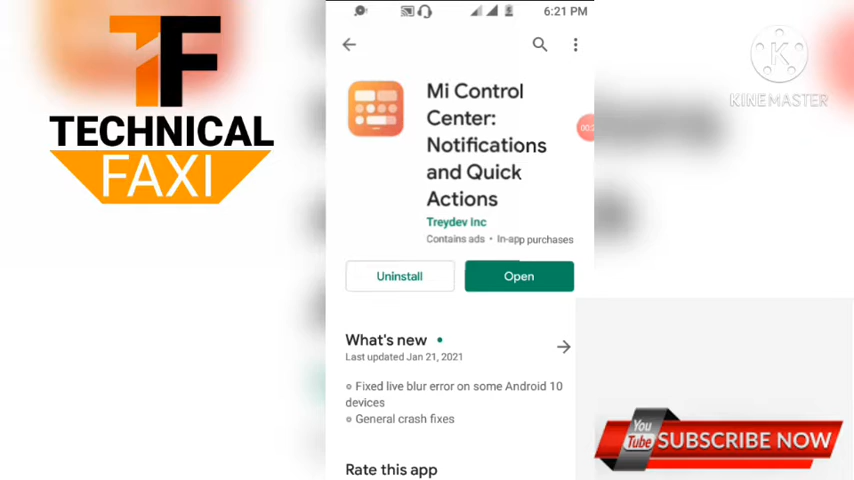 TF
TECHNICAL
FAXI
6:21 PM
Mi Control
Center:
Notifications
and Quick
Actions
Treydev Inc
Contains ads • In-app purchases
Uninstall
Open
What's new
Last updated Jan 21, 2021
Fixed live blur error on some Android 10
devices
General crash fixes
Rate this app
K
KINEMASTER
You
Tube
SUBSCRIBE NOW